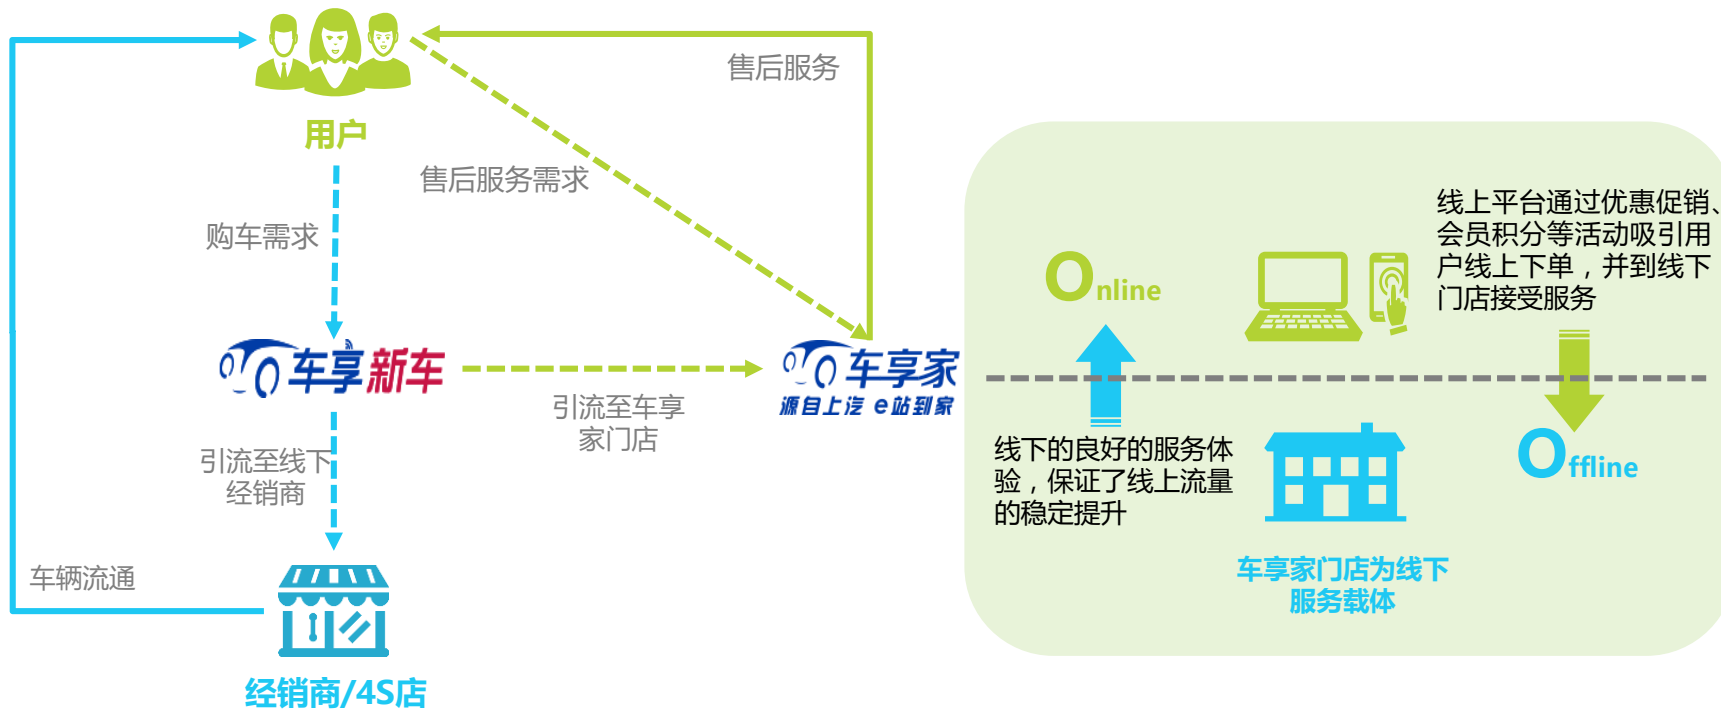 售后服务
用户
售后服务需求
购车需求
车享新车
引流至车享
家门店
车享家
源自上汽 e站到家
引流至线下
经销商
车辆流通
经销商/4S店
线上平台通过优惠促销、
会员积分等活动吸引用
户线上下单，并到线下
门店接受服务
Online
线下的良好的服务体
验，保证了线上流量
的稳定提升
Offline
车享家门店为线下
服务载体